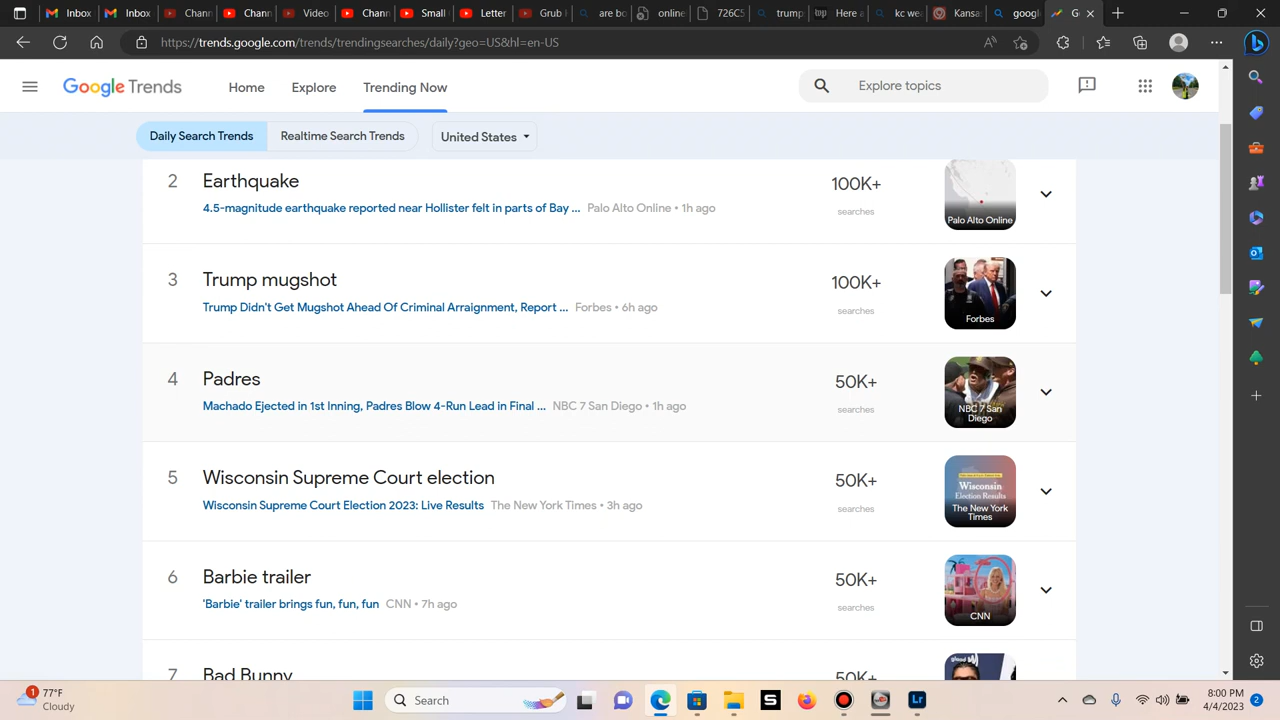 Inbox
Inbox
Chann
Video
Chann
Small
Letter
Grub
are bo
online
726C5
trump
Here a
kc wea
Kansa
googl
G
https://trends.google.com/trends/trendingsearches/daily?geo=US&hl=en-US
Google Trends
Home
Explore
Trending Now
Explore topics
Daily Search Trends
Realtime Search Trends
United States
2
Earthquake
4.5-magnitude earthquake reported near Hollister felt in parts of Bay ... Palo Alto Online • 1h ago
100K+
searches
Palo Alto Online
3
Trump mugshot
Trump Didn't Get Mugshot Ahead Of Criminal Arraignment, Report ... Forbes • 6h ago
100K+
searches
Forbes
4
Padres
Machado Ejected in 1st Inning, Padres Blow 4-Run Lead in Final ... NBC 7 San Diego • 1h ago
50K+
searches
NBC 7 San
Diego
5
Wisconsin Supreme Court election
Wisconsin Supreme Court Election 2023: Live Results The New York Times • 3h ago
50K+
searches
Wisconsin
Election Results
The New York
Times
6
Barbie trailer
'Barbie' trailer brings fun, fun, fun CNN • 7h ago
50K+
searches
CNN
7
Bad Bunny
50K+
1
77°F
Search
8:00 PM
4/4/2023
2